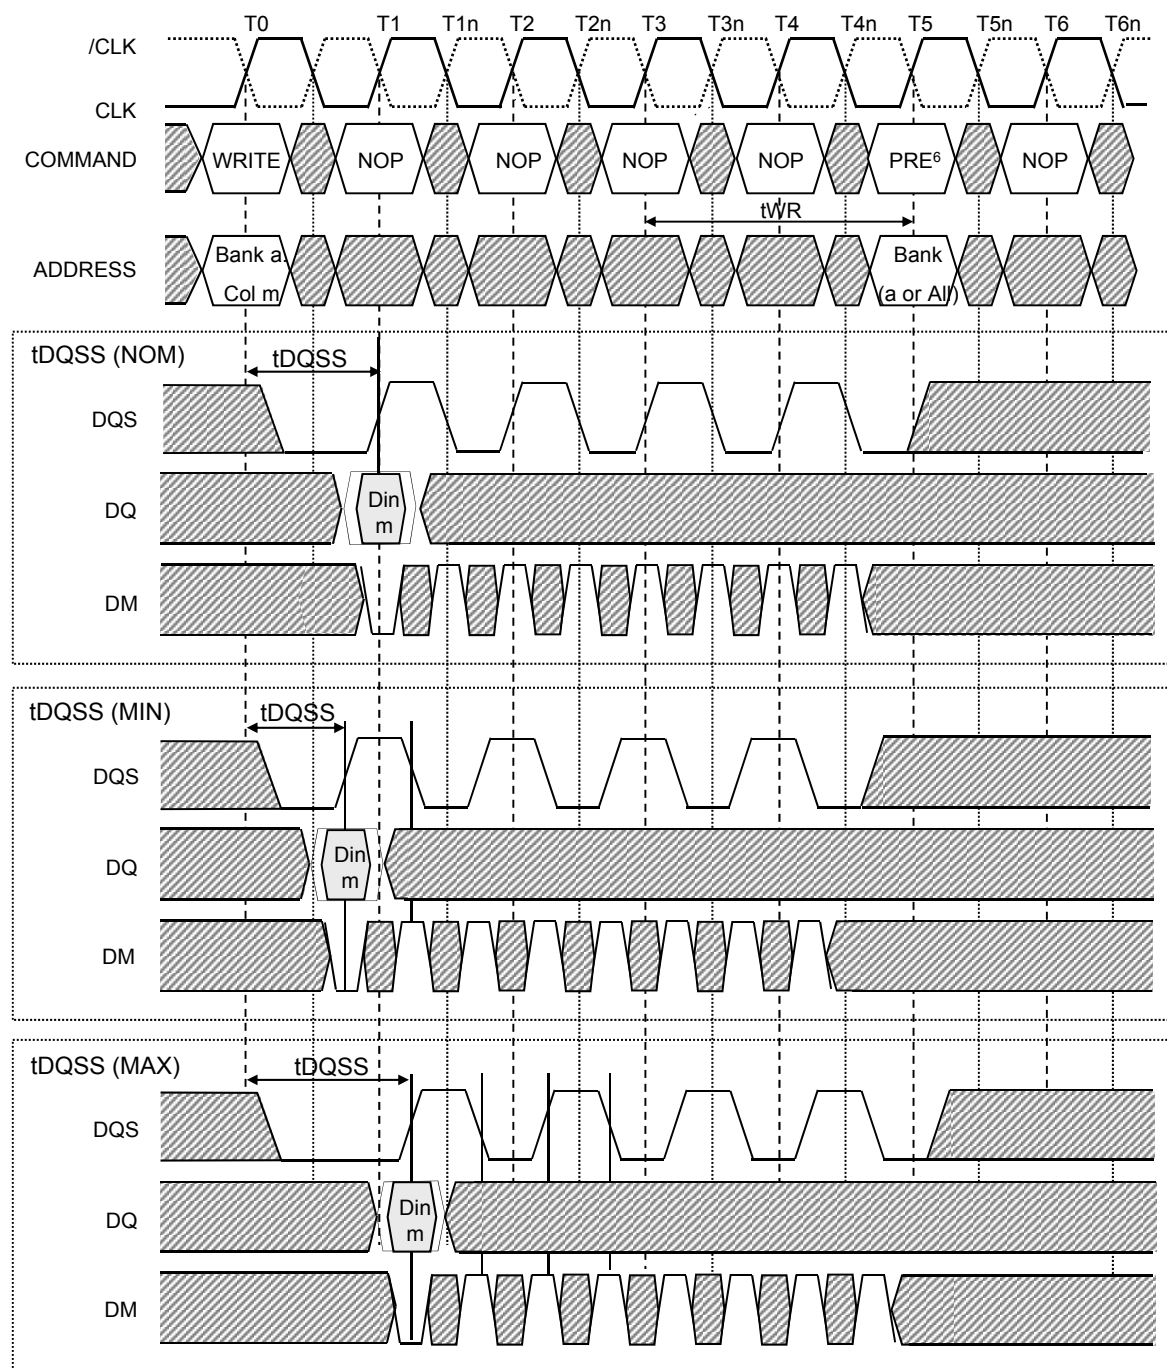 T0 T1 T1n T2 T2n T3 T3n T4 T4n T5 T5n T6 T6n
/CLK
CLK
COMMAND WRITE NOP NOP NOP NOP PRE⁶ NOP
tWR
ADDRESS Bank a. Bank
Col m (a or All)
tDQSS (NOM) tDQSS
DQS
DQ Din
m
DM
tDQSS (MIN) tDQSS
DQS
DQ Din
m
DM
tDQSS (MAX) tDQSS
DQS
DQ Din
m
DM